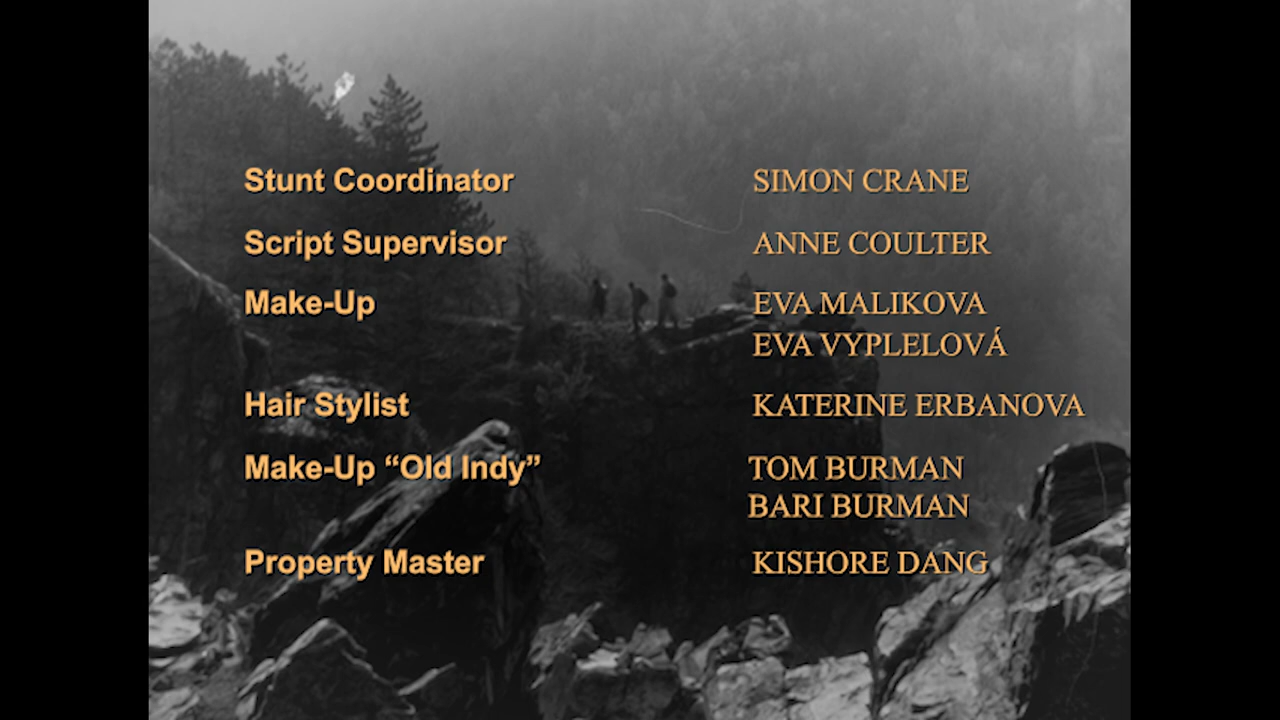 Stunt Coordinator SIMON CRANE
Script Supervisor ANNE COULTER
Make-Up EVA MALIKOVA
EVA VYPLELOVÁ
Hair Stylist KATERINE ERBANOVA
Make-Up “Old Indy” TOM BURMAN
BARI BURMAN
Property Master KISHORE DANG